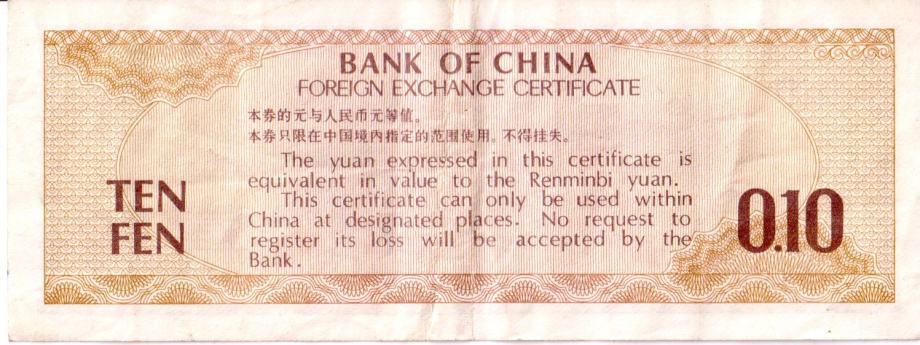 BANK OF CHINA
FOREIGN EXCHANGE CERTIFICATE
本券的元与人民币元等值。
本券只限在中国境内指定的范围使用。不得挂失。
The yuan expressed in this certificate is
equivalent in value to the Renminbi yuan.
This certificate can only be used within
China at designated places. No request to
register its loss will be accepted by the
Bank.
TEN
FEN
0.10